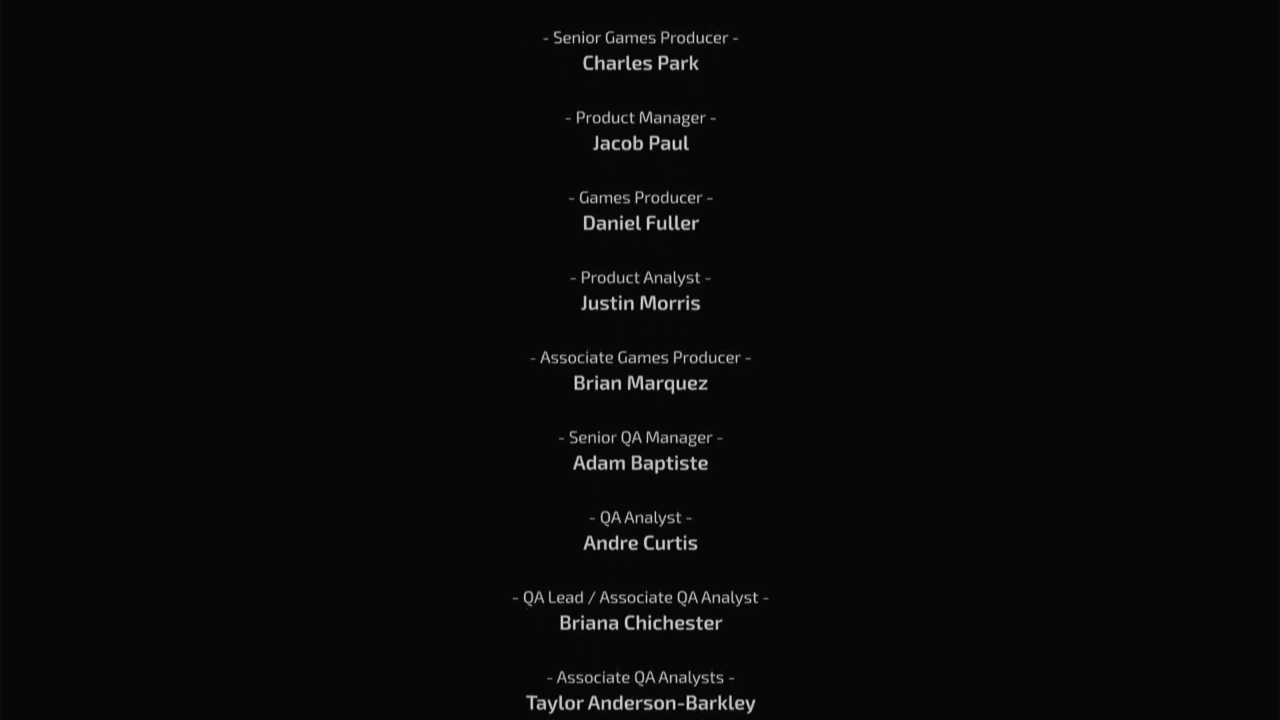 - Senior Games Producer -
Charles Park
- Product Manager -
Jacob Paul
- Games Producer -
Daniel Fuller
- Product Analyst -
Justin Morris
- Associate Games Producer -
Brian Marquez
- Senior QA Manager -
Adam Baptiste
- QA Analyst -
Andre Curtis
- QA Lead / Associate QA Analyst -
Briana Chichester
- Associate QA Analysts -
Taylor Anderson-Barkley